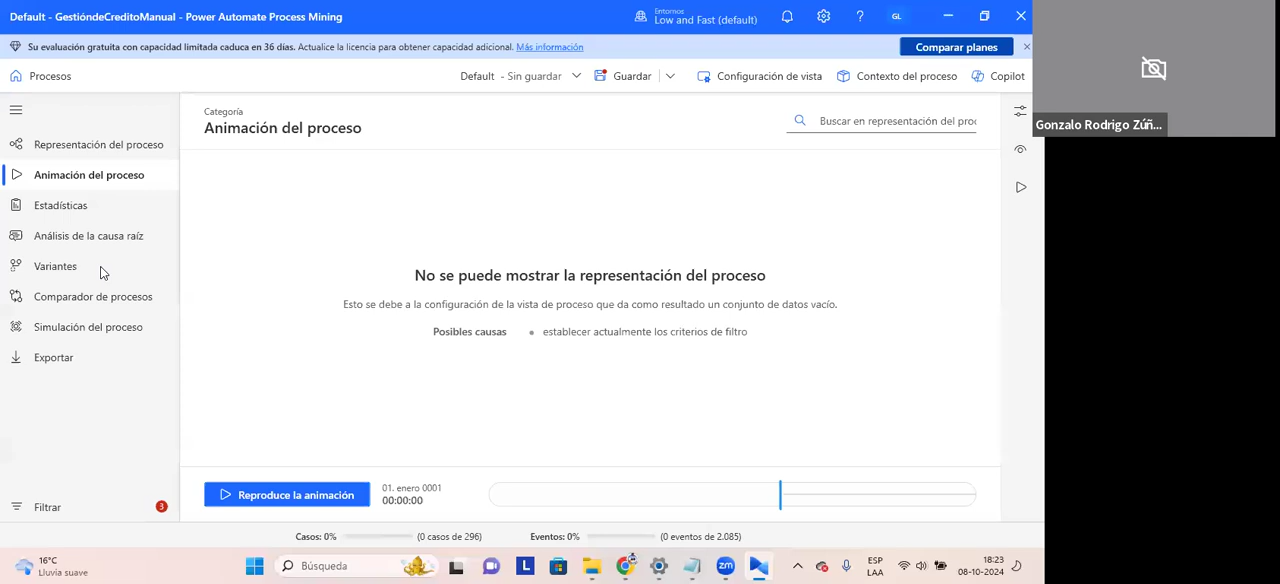 Default - GestióndeCreditoManual - Power Automate Process Mining
Entornos
Low and Fast (default)
GL
Su evaluación gratuita con capacidad limitada caduca en 36 días. Actualice la licencia para obtener capacidad adicional. Más información
Comparar planes
Procesos
Default - Sin guardar
Guardar
Configuración de vista
Contexto del proceso
Copilot
Gonzalo Rodrigo Zúñ...
Categoría
Animación del proceso
Buscar en representación del proc
Representación del proceso
Animación del proceso
Estadísticas
Análisis de la causa raíz
Variantes
Comparador de procesos
Simulación del proceso
Exportar
No se puede mostrar la representación del proceso
Esto se debe a la configuración de la vista de proceso que da como resultado un conjunto de datos vacío.
Posibles causas
establecer actualmente los criterios de filtro
Reproduce la animación
01. enero 0001
00:00:00
Filtrar
3
Casos: 0%
(0 casos de 296)
Eventos: 0%
(0 eventos de 2.085)
16°C
Lluvia suave
Búsqueda
L
zm
ESP
LAA
18:23
08-10-2024